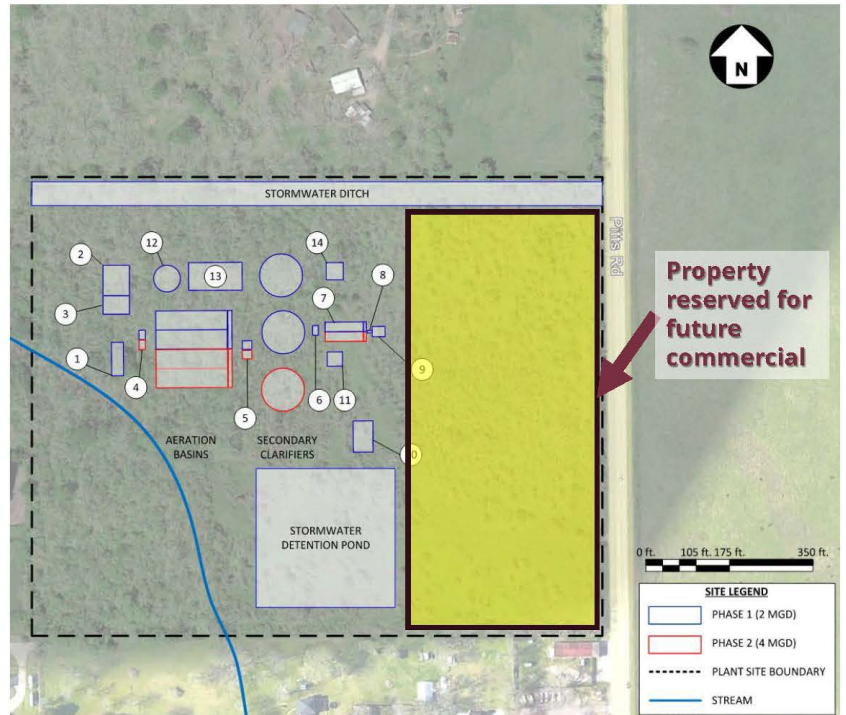 N
STORMWATER DITCH
Pitts Rd
12
14
2
13
8
7
3
Property
reserved for
future
commercial
1
4
9
6
11
5
AERATION
BASINS
SECONDARY
CLARIFIERS
0
STORMWATER
DETENTION POND
0 ft. 105 ft. 175 ft. 350 ft.
SITE LEGEND
PHASE 1 (2 MGD)
PHASE 2 (4 MGD)
PLANT SITE BOUNDARY
STREAM